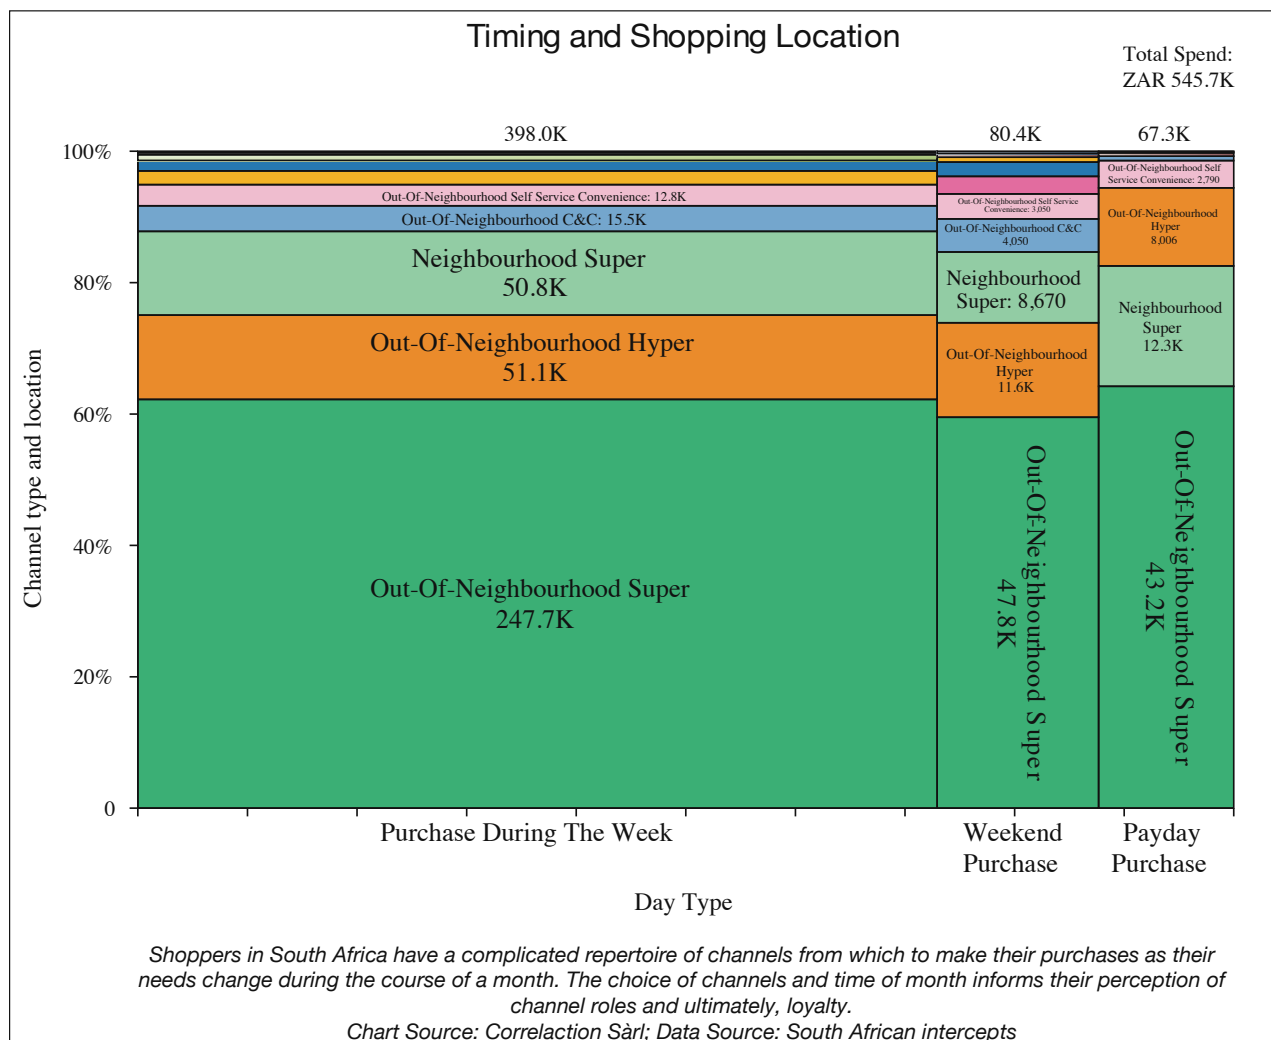 Timing and Shopping Location
Total Spend:
ZAR 545.7K
398.0K
80.4K
67.3K
100%
80%
60%
40%
20%
0
Channel type and location
Out-Of-Neighbourhood Self Service Convenience: 12.8K
Out-Of-Neighbourhood C&C: 15.5K
Neighbourhood Super
50.8K
Out-Of-Neighbourhood Hyper
51.1K
Out-Of-Neighbourhood Super
247.7K
Out-Of-Neighbourhood Self Service
Convenience: 3,050
Out-Of-Neighbourhood C&C
4,050
Neighbourhood
Super: 8,670
Out-Of-Neighbourhood
Hyper
11.6K
Out-Of-Neighbourhood Super
47.8K
Out-Of-Neighbourhood Self
Service Convenience: 2,790
Out-Of-Neighbourhood
Hyper
8,006
Neighbourhood
Super
12.3K
Out-Of-Neighbourhood Super
43.2K
Purchase During The Week
Weekend
Purchase
Payday
Purchase
Day Type
Shoppers in South Africa have a complicated repertoire of channels from which to make their purchases as their
needs change during the course of a month. The choice of channels and time of month informs their perception of
channel roles and ultimately, loyalty.
Chart Source: Correlaction Sàrl; Data Source: South African intercepts